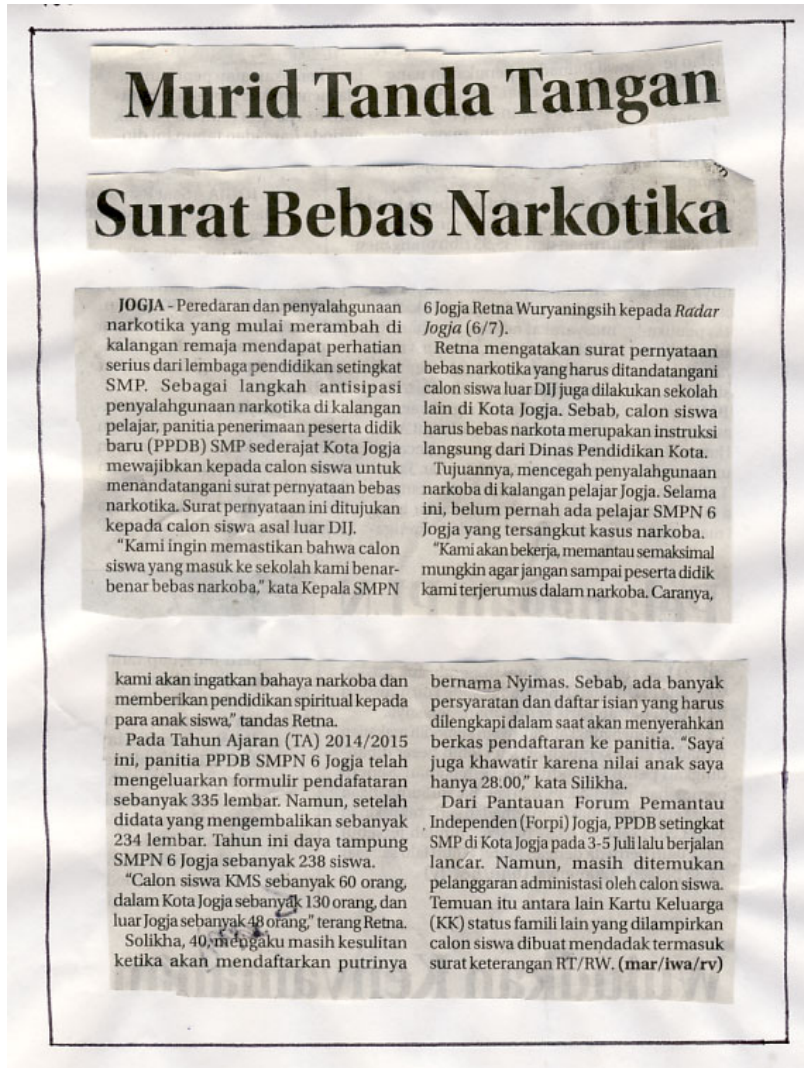 Murid Tanda Tangan
Surat Bebas Narkotika
JOGJA - Peredaran dan penyalahgunaan
narkotika yang mulai merambah di
kalangan remaja mendapat perhatian
serius dari lembaga pendidikan setingkat
SMP. Sebagai langkah antisipasi
penyalahgunaan narkotika di kalangan
pelajar, panitia penerimaan peserta didik
baru (PPDB) SMP sederajat Kota Jogja
mewajibkan kepada calon siswa untuk
menandatangani surat pernyataan bebas
narkotika. Surat pernyataan ini ditujukan
kepada calon siswa asal luar DIJ.
"Kami ingin memastikan bahwa calon
siswa yang masuk ke sekolah kami benar-
benar bebas narkoba," kata Kepala SMPN
6 Jogja Retna Wuryaningsih kepada Radar
Jogja (6/7).
Retna mengatakan surat pernyataan
bebas narkotika yang harus ditandatangani
calon siswa luar DIJ juga dilakukan sekolah
lain di Kota Jogja. Sebab, calon siswa
harus bebas narkota merupakan instruksi
langsung dari Dinas Pendidikan Kota.
Tujuannya, mencegah penyalahgunaan
narkoba di kalangan pelajar Jogja. Selama
ini, belum pernah ada pelajar SMPN 6
Jogja yang tersangkut kasus narkoba.
"Kami akan bekerja, memantau semaksimal
mungkin agar jangan sampai peserta didik
kami terjerumus dalam narkoba. Caranya,
kami akan ingatkan bahaya narkoba dan
memberikan pendidikan spiritual kepada
para anak siswa," tandas Retna.
Pada Tahun Ajaran (TA) 2014/2015
ini, panitia PPDB SMPN 6 Jogja telah
mengeluarkan formulir pendafataran
sebanyak 335 lembar. Namun, setelah
didata yang mengembalikan sebanyak
234 lembar. Tahun ini daya tampung
SMPN 6 Jogja sebanyak 238 siswa.
"Calon siswa KMS sebanyak 60 orang,
dalam Kota Jogja sebanyak 130 orang, dan
luar Jogja sebanyak 48 orang," terang Retna.
Solikha, 40, mengaku masih kesulitan
ketika akan mendaftarkan putrinya
bernama Nyimas. Sebab, ada banyak
persyaratan dan daftar isian yang harus
dilengkapi dalam saat akan menyerahkan
berkas pendaftaran ke panitia. "Saya
juga khawatir karena nilai anak saya
hanya 28.00," kata Silikha.
Dari Pantauan Forum Pemantau
Independen (Forpi) Jogja, PPDB setingkat
SMP di Kota Jogja pada 3-5 Juli lalu berjalan
lancar. Namun, masih ditemukan
pelanggaran administasi oleh calon siswa.
Temuan itu antara lain Kartu Keluarga
(KK) status famili lain yang dilampirkan
calon siswa dibuat mendadak termasuk
surat keterangan RT/RW. (mar/iwa/rv)